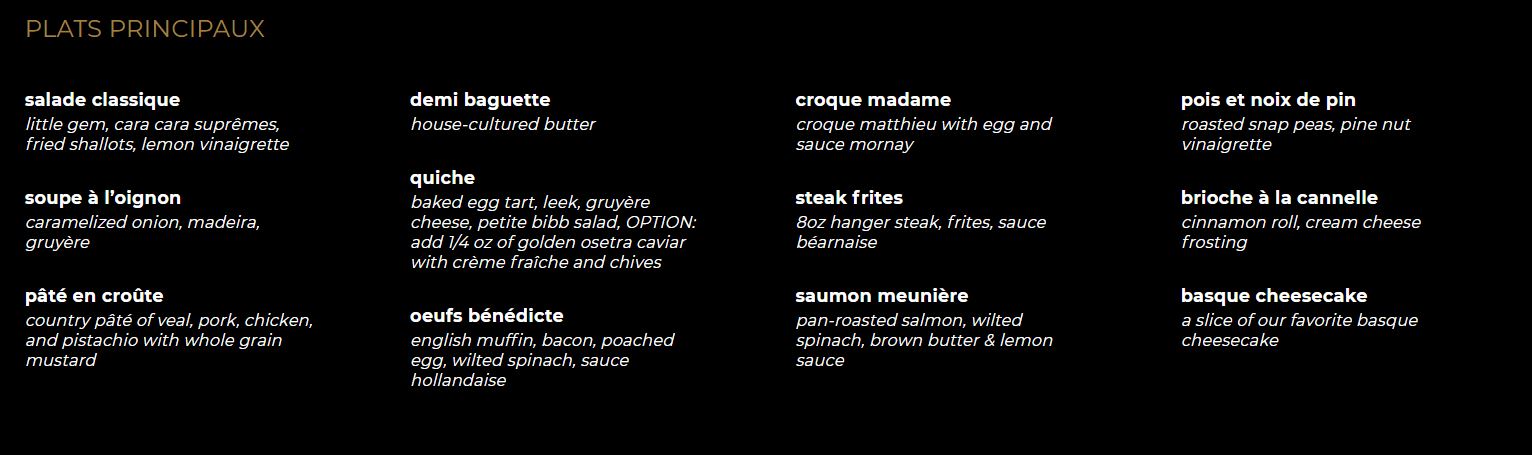 PLATS PRINCIPAUX
salade classique
little gem, cara cara suprêmes,
fried shallots, lemon vinaigrette
soupe à l’oignon
caramelized onion, madeira,
gruyère
pâté en croûte
country pâté of veal, pork, chicken,
and pistachio with whole grain
mustard
demi baguette
house-cultured butter
quiche
baked egg tart, leek, gruyère
cheese, petite bibb salad, OPTION:
add 1/4 oz of golden osetra caviar
with crème fraîche and chives
oeufs bénédicte
english muffin, bacon, poached
egg, wilted spinach, sauce
hollandaise
croque madame
croque matthieu with egg and
sauce mornay
steak frites
8oz hanger steak, frites, sauce
béarnaise
saumon meunière
pan-roasted salmon, wilted
spinach, brown butter & lemon
sauce
pois et noix de pin
roasted snap peas, pine nut
vinaigrette
brioche à la cannelle
cinnamon roll, cream cheese
frosting
basque cheesecake
a slice of our favorite basque
cheesecake